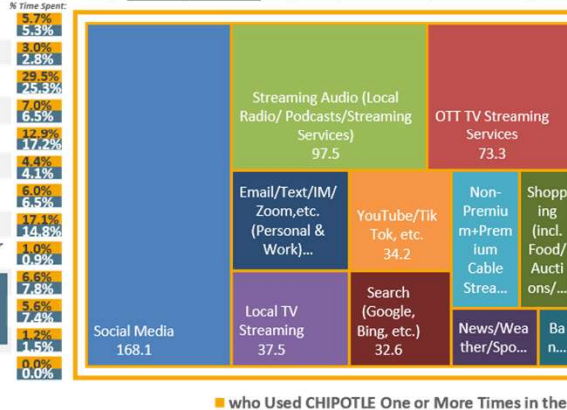 % Time Spent:
5.7%
5.3%
3.0%
2.8%
29.5%
25.3%
7.0%
6.5%
12.9%
17.2%
4.4%
4.1%
6.0%
6.5%
17.1%
14.8%
1.0%
0.9%
6.6%
7.8%
5.6%
7.4%
1.2%
1.5%
0.0%
0.0%
Social Media
168.1
Streaming Audio (Local
Radio/ Podcasts/Streaming
Services)
97.5
OTT TV Streaming
Services
73.3
Email/Text/IM/
Zoom,etc.
(Personal &
Work)...
YouTube/Tik
Tok, etc.
34.2
Non-
Premiu
m+Prem
ium
Cable
Strea...
Shopp
ing
(incl.
Food/
Aucti
ons/...
Local TV
Streaming
37.5
Search
(Google,
Bing, etc.)
32.6
News/Wea
ther/Spo...
Ba
n...
who Used CHIPOTLE One or More Times in the